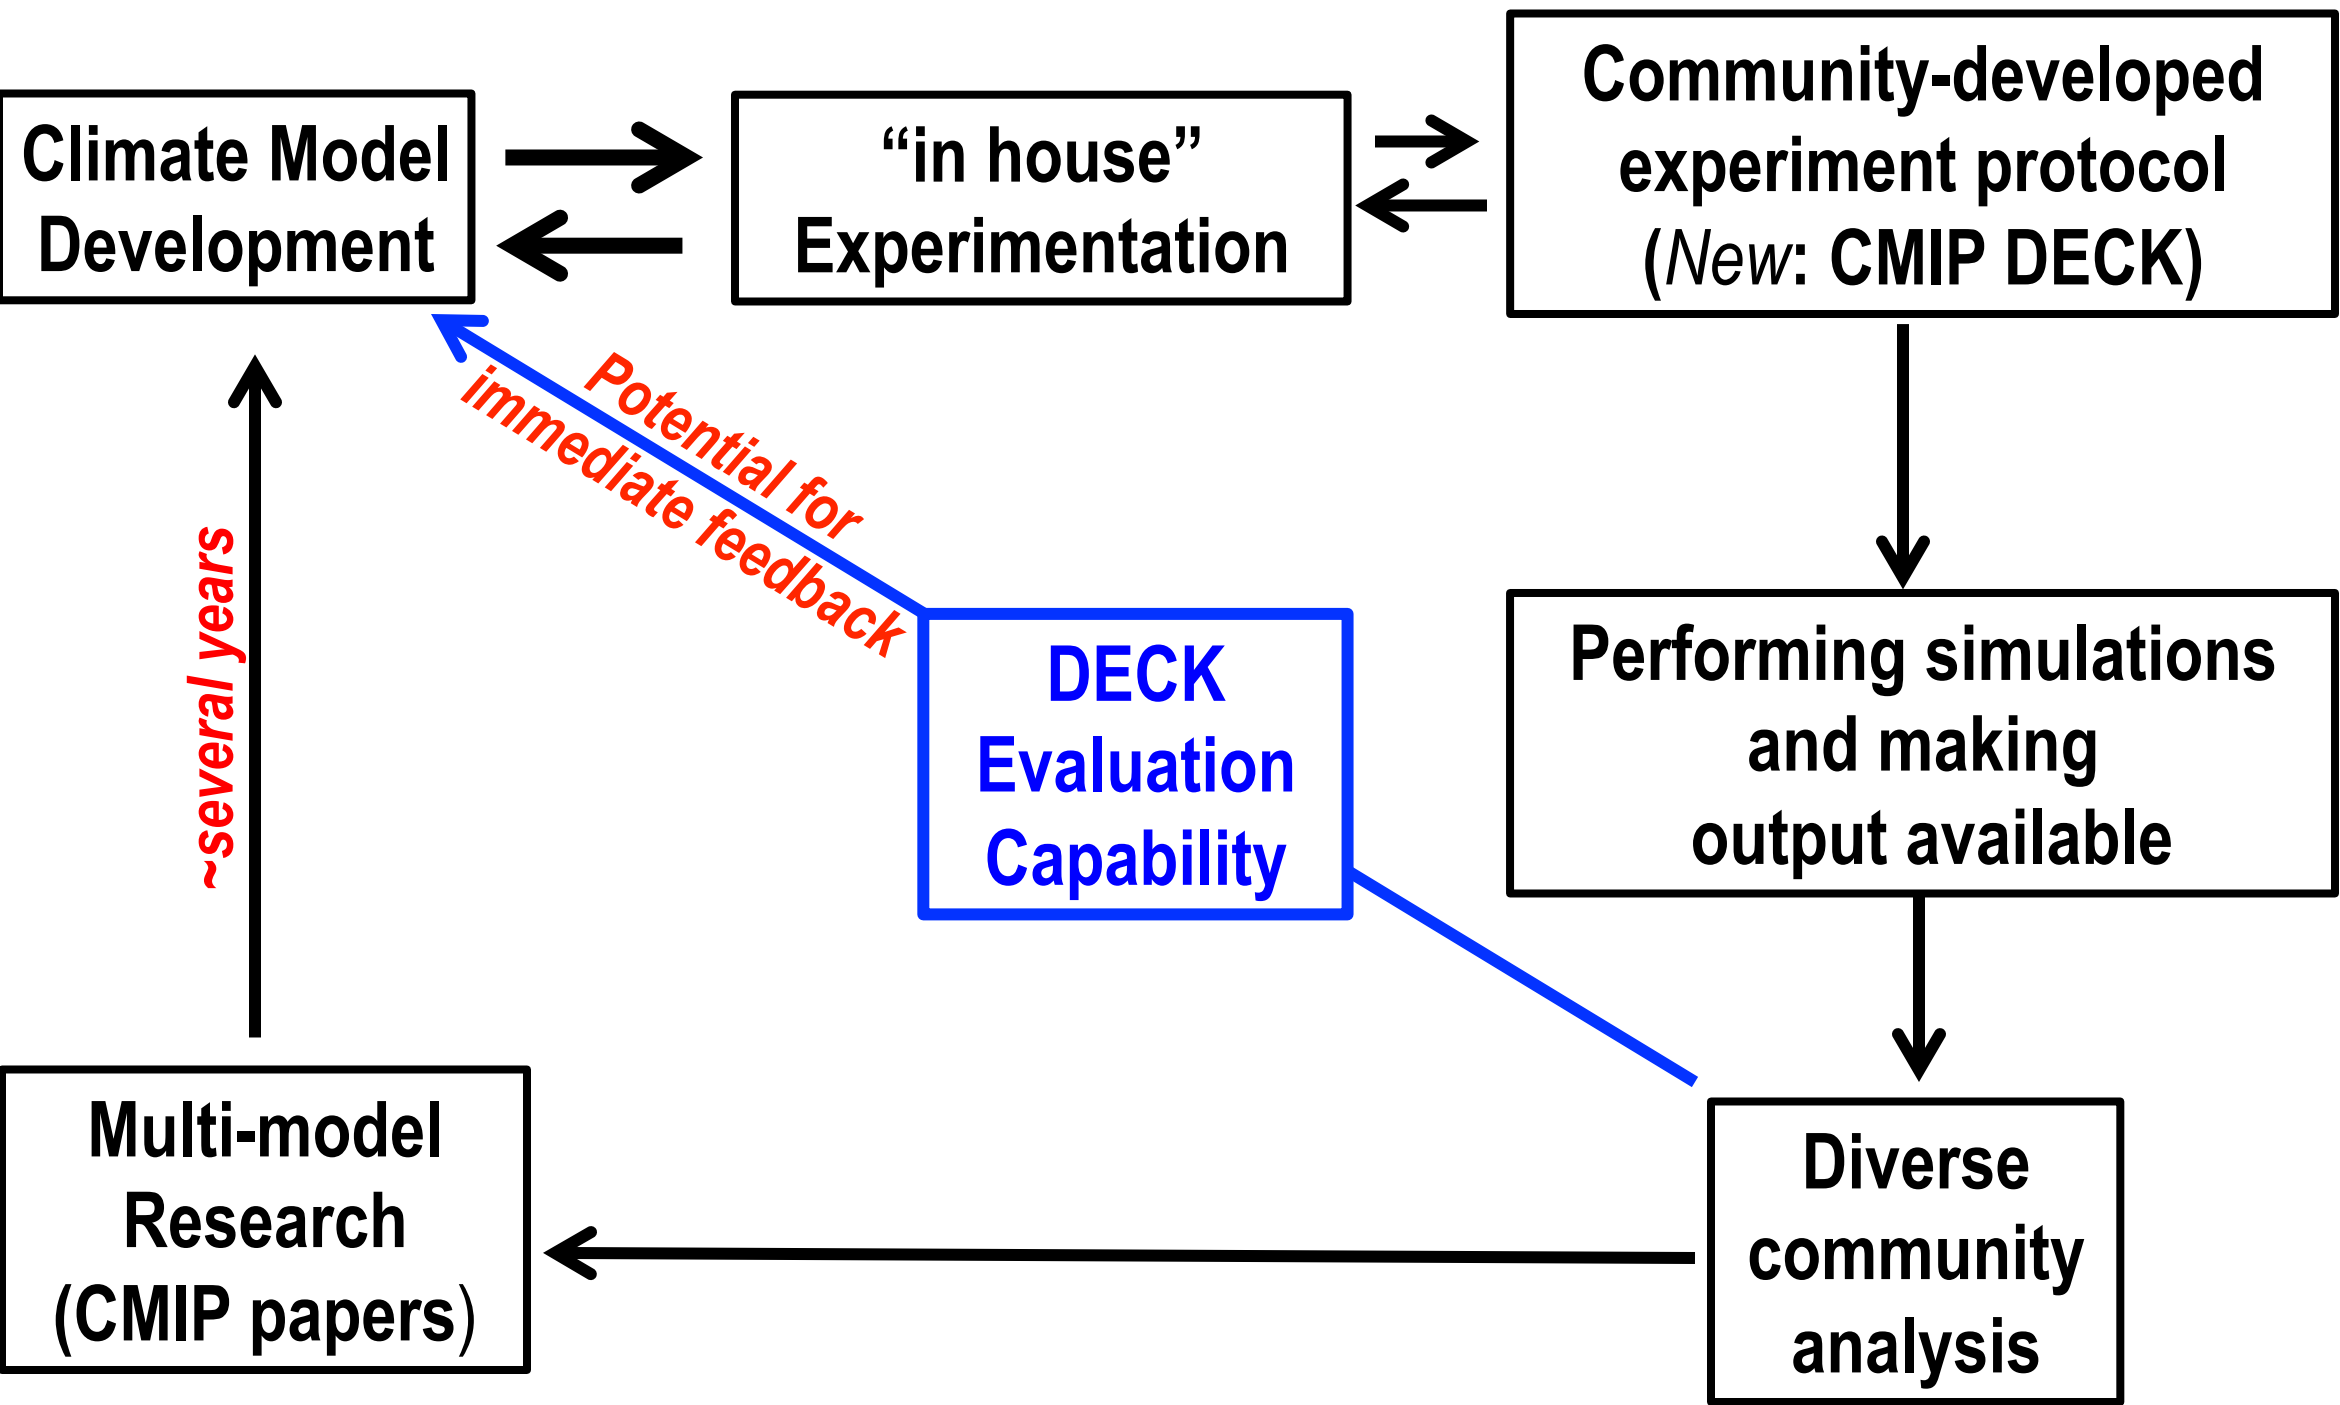 Climate Model
Development
“in house”
Experimentation
Community-developed
experiment protocol
(New: CMIP DECK)
Potential for
immediate feedback
~several years
DECK
Evaluation
Capability
Performing simulations
and making
output available
Multi-model
Research
(CMIP papers)
Diverse
community
analysis